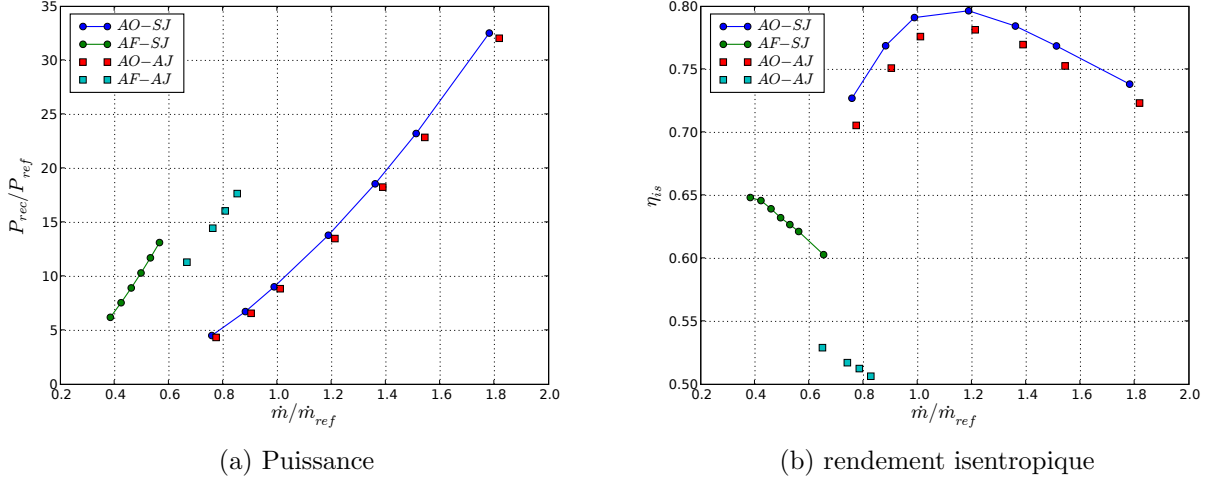 35
30
25
20
15
10
5
0
0.2 0.4 0.6 0.8 1.0 1.2 1.4 1.6 1.8 2.0
P_rec/P_ref
ṁ/ṁ_ref
AO−SJ
AF−SJ
AO−AJ
AF−AJ
(a) Puissance
0.80
0.75
0.70
0.65
0.60
0.55
0.50
0.2 0.4 0.6 0.8 1.0 1.2 1.4 1.6 1.8 2.0
η_is
ṁ/ṁ_ref
AO−SJ
AF−SJ
AO−AJ
AF−AJ
(b) rendement isentropique